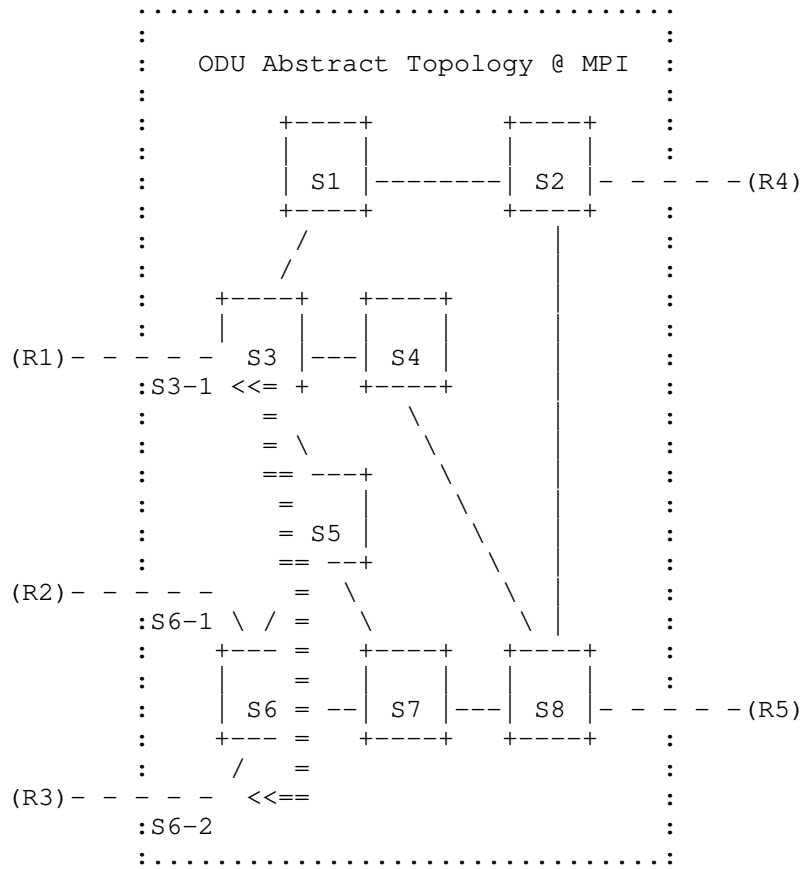 ODU Abstract Topology @ MPI
S1 S2 (R4)
(R1) S3 S4
S3-1
S5
(R2)
S6-1
S6 S7 S8 (R5)
(R3)
S6-2